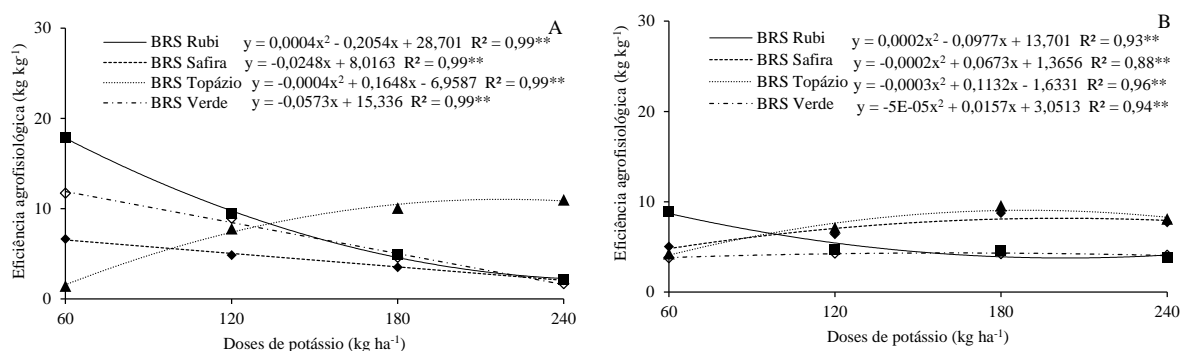 A
Eficiência agrofisiológica (kg kg⁻¹)
30
20
10
0
BRS Rubi y = 0,0004x² - 0,2054x + 28,701 R² = 0,99**
BRS Safira y = -0,0248x + 8,0163 R² = 0,99**
BRS Topázio y = -0,0004x² + 0,1648x - 6,9587 R² = 0,99**
BRS Verde y = -0,0573x + 15,336 R² = 0,99**
60 120 180 240
Doses de potássio (kg ha⁻¹)
B
Eficiência agrofisiológica (kg kg⁻¹)
30
20
10
0
BRS Rubi y = 0,0002x² - 0,0977x + 13,701 R² = 0,93**
BRS Safira y = -0,0002x² + 0,0673x + 1,3656 R² = 0,88**
BRS Topázio y = -0,0003x² + 0,1132x - 1,6331 R² = 0,96**
BRS Verde y = -5E-05x² + 0,0157x + 3,0513 R² = 0,94**
60 120 180 240
Doses de potássio (kg ha⁻¹)